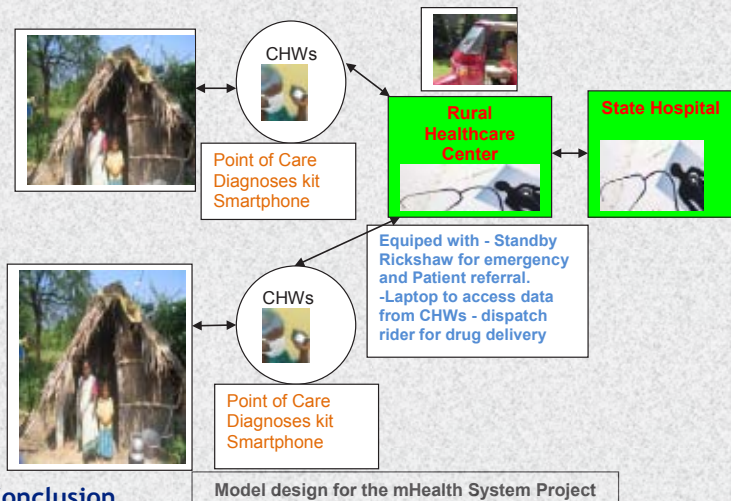 CHWs
Point of Care
Diagnoses kit
Smartphone
Rural
Healthcare
Center
State Hospital
Equiped with - Standby
Rickshaw for emergency
and Patient referral.
-Laptop to access data
from CHWs - dispatch
rider for drug delivery
CHWs
Point of Care
Diagnoses kit
Smartphone
onclusion
Model design for the mHealth System Project